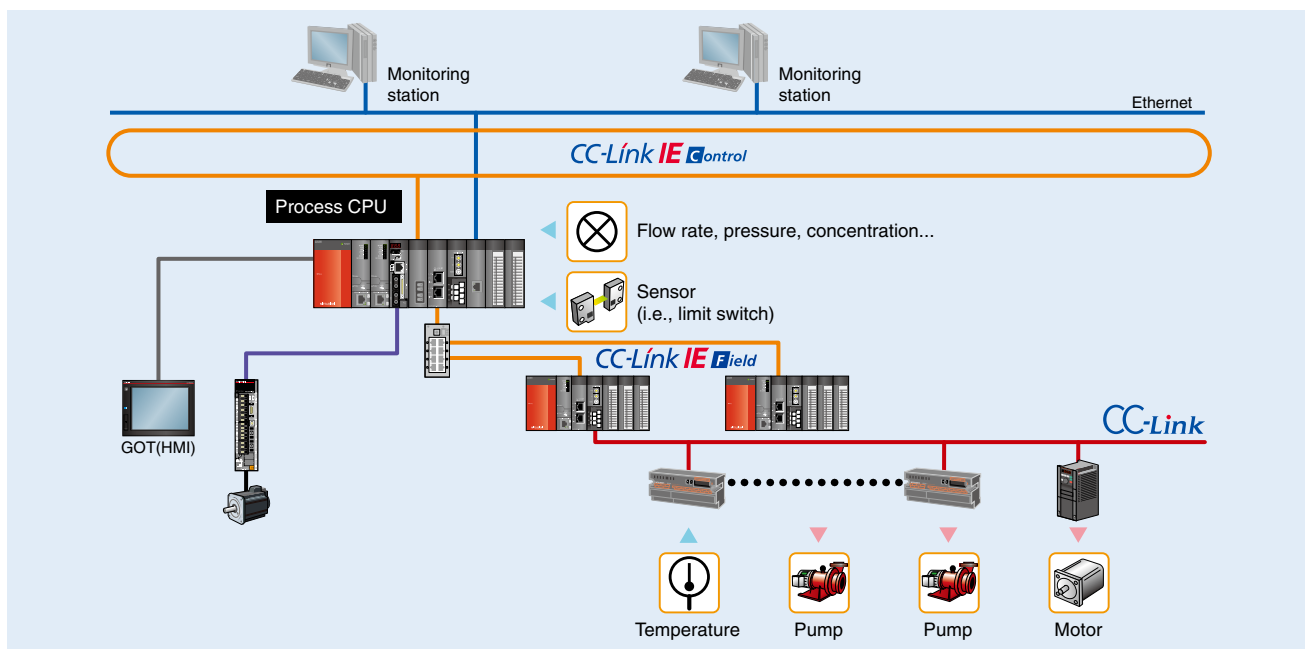 Monitoring
station
Monitoring
station
Ethernet
CC-Link IE Control
Process CPU
Flow rate, pressure, concentration...
Sensor
(i.e., limit switch)
CC-Link IE Field
GOT(HMI)
CC-Link
Temperature
Pump
Pump
Motor